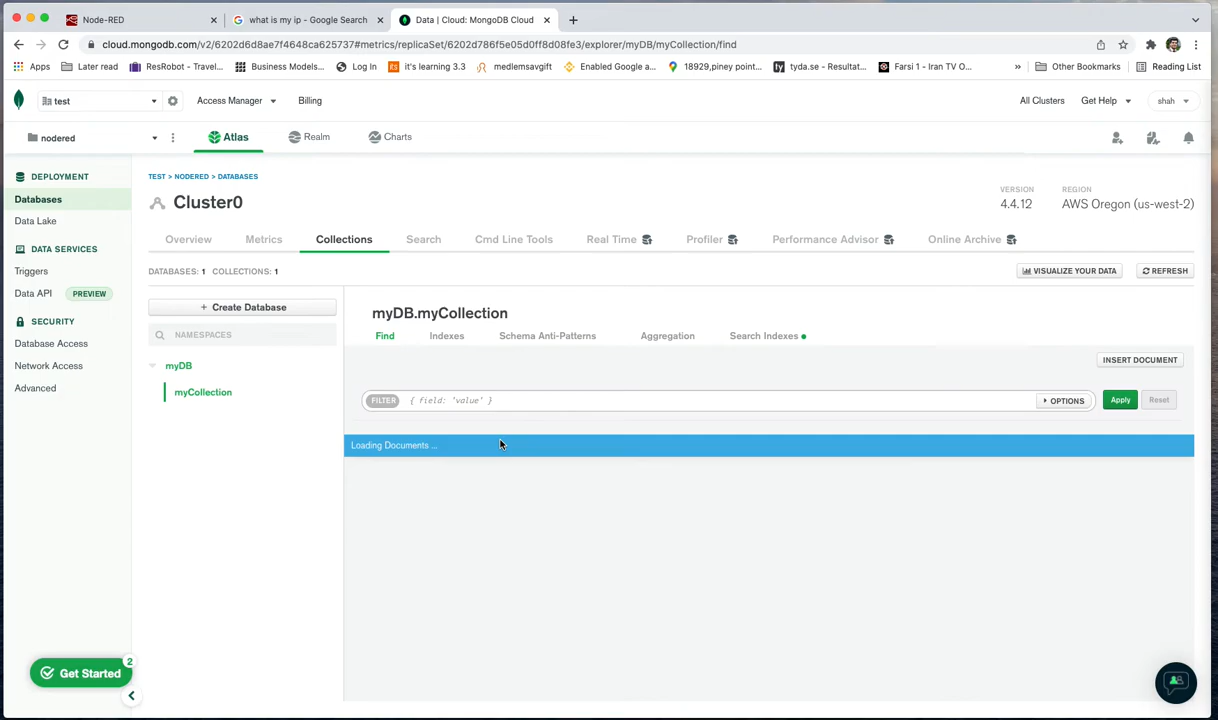 Node-RED
what is my ip - Google Search
Data | Cloud: MongoDB Cloud
cloud.mongodb.com/v2/6202d6d8ae7f4648ca625737#metrics/replicaSet/6202d786f5e05d0ff8d08fe3/explorer/myDB/myCollection/find
Apps
Later read
ResRobot - Travel...
Business Models...
Log In
it's learning 3.3
medlemsavgift
Enabled Google a...
18929,piney point...
tyda.se - Resultat...
Farsi 1 - Iran TV O...
»
Other Bookmarks
Reading List
test
Access Manager
Billing
All Clusters
Get Help
shah
nodered
Atlas
Realm
Charts
DEPLOYMENT
Databases
Data Lake
DATA SERVICES
Triggers
Data API PREVIEW
SECURITY
Database Access
Network Access
Advanced
Get Started
2
TEST > NODERED > DATABASES
Cluster0
VERSION
4.4.12
REGION
AWS Oregon (us-west-2)
Overview
Metrics
Collections
Search
Cmd Line Tools
Real Time
Profiler
Performance Advisor
Online Archive
DATABASES: 1 COLLECTIONS: 1
VISUALIZE YOUR DATA
REFRESH
+ Create Database
NAMESPACES
myDB
myCollection
myDB.myCollection
Find
Indexes
Schema Anti-Patterns
Aggregation
Search Indexes
INSERT DOCUMENT
FILTER { field: 'value' }
OPTIONS
Apply
Reset
Loading Documents ...